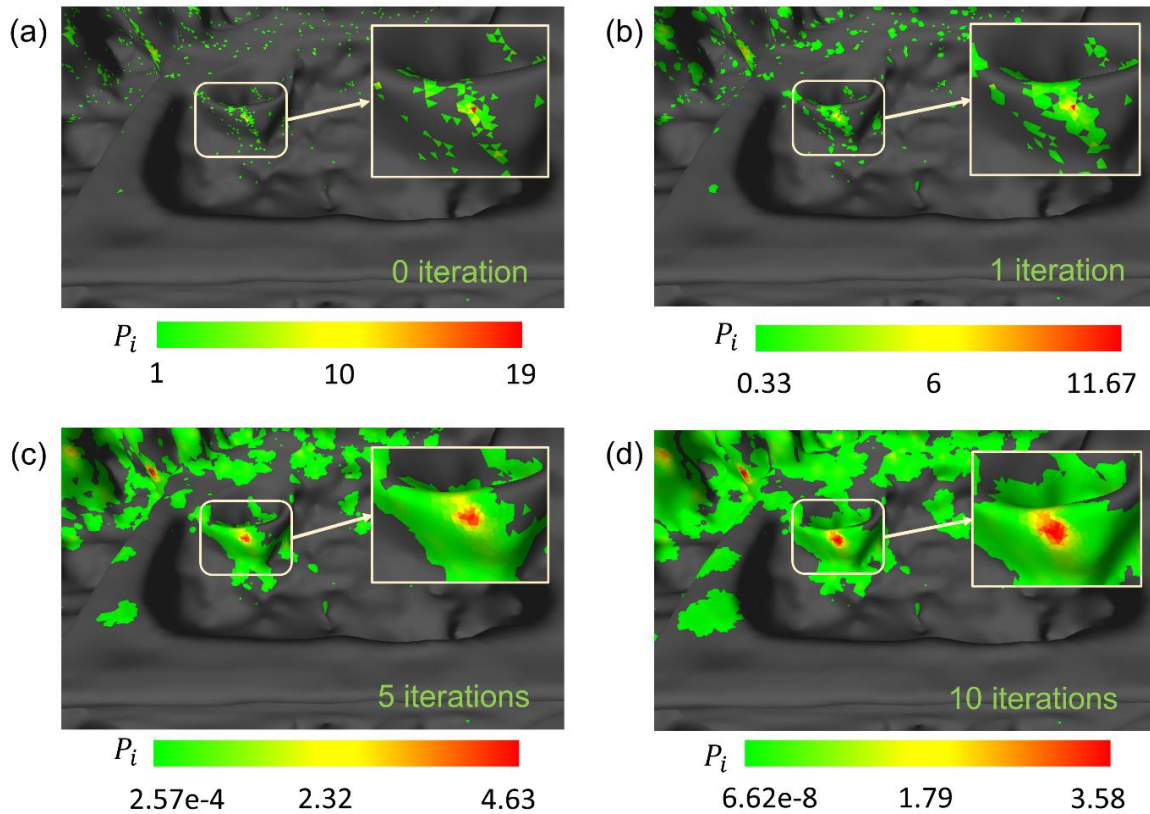 (a)
0 iteration
P_i
1 10 19
(b)
1 iteration
P_i
0.33 6 11.67
(c)
5 iterations
P_i
2.57e-4 2.32 4.63
(d)
10 iterations
P_i
6.62e-8 1.79 3.58